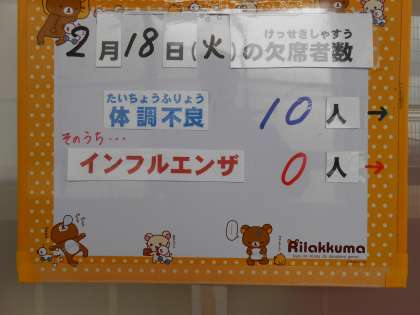 けっせきしゃすう
2月18日(火)の欠席者数
たいちょうふりょう
体調不良 10人→
そのうち・・・
インフルエンザ 0人→
Rilakkuma